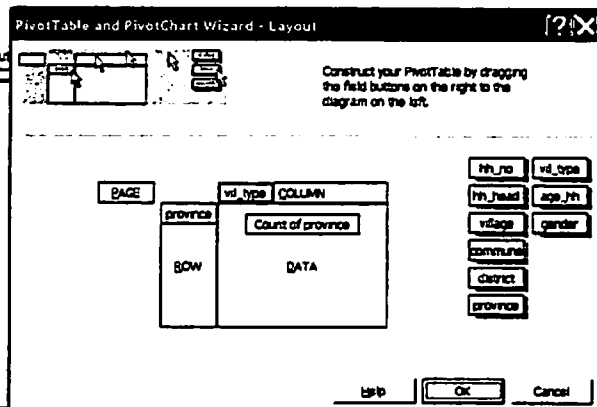 PivotTable and PivotChart Wizard - Layout
Construct your PivotTable by dragging
the field buttons on the right to the
diagram on the left.
hh_no vil_type
PAGE vil_type COLUMN hh_head age_hh
province Count of province village gender
commune
ROW DATA district
province
Help OK Cancel